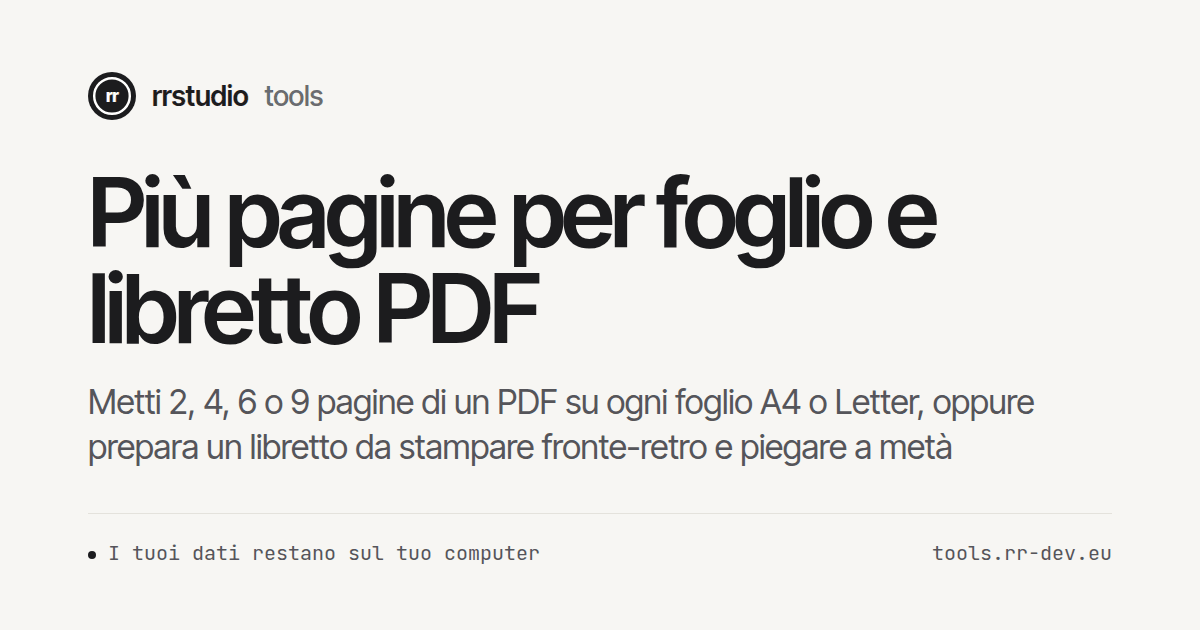 rr rrstudio tools
Più pagine per foglio e
libretto PDF
Metti 2, 4, 6 o 9 pagine di un PDF su ogni foglio A4 o Letter, oppure
prepara un libretto da stampare fronte-retro e piegare a metà
I tuoi dati restano sul tuo computer
tools.rr-dev.eu